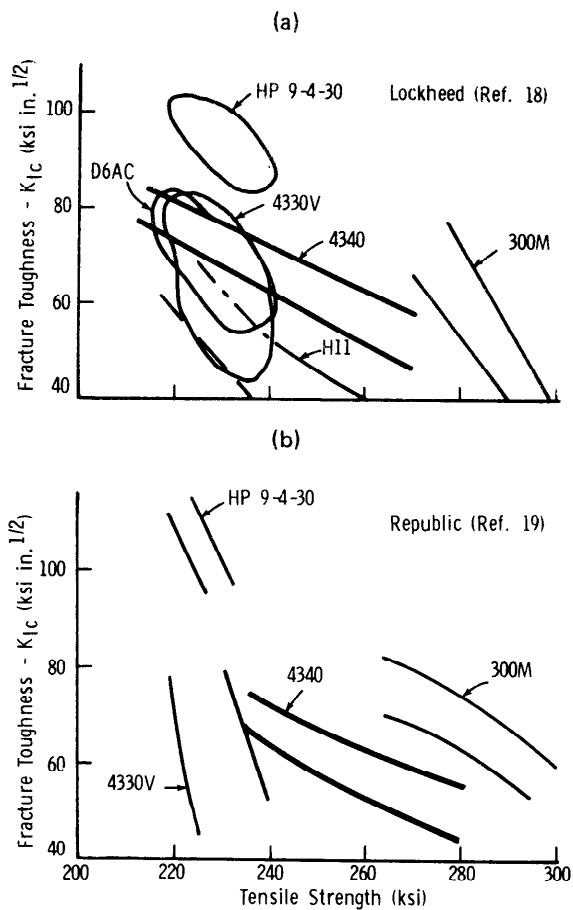 (a)
HP 9-4-30
Lockheed (Ref. 18)
Fracture Toughness - K1c (ksi in. 1/2)
100
80
60
40
D6AC
4330V
4340
300M
H11
(b)
HP 9-4-30
Republic (Ref. 19)
Fracture Toughness - K1c (ksi in. 1/2)
100
80
60
40
4340
300M
4330V
200
220
240
260
280
300
Tensile Strength (ksi)